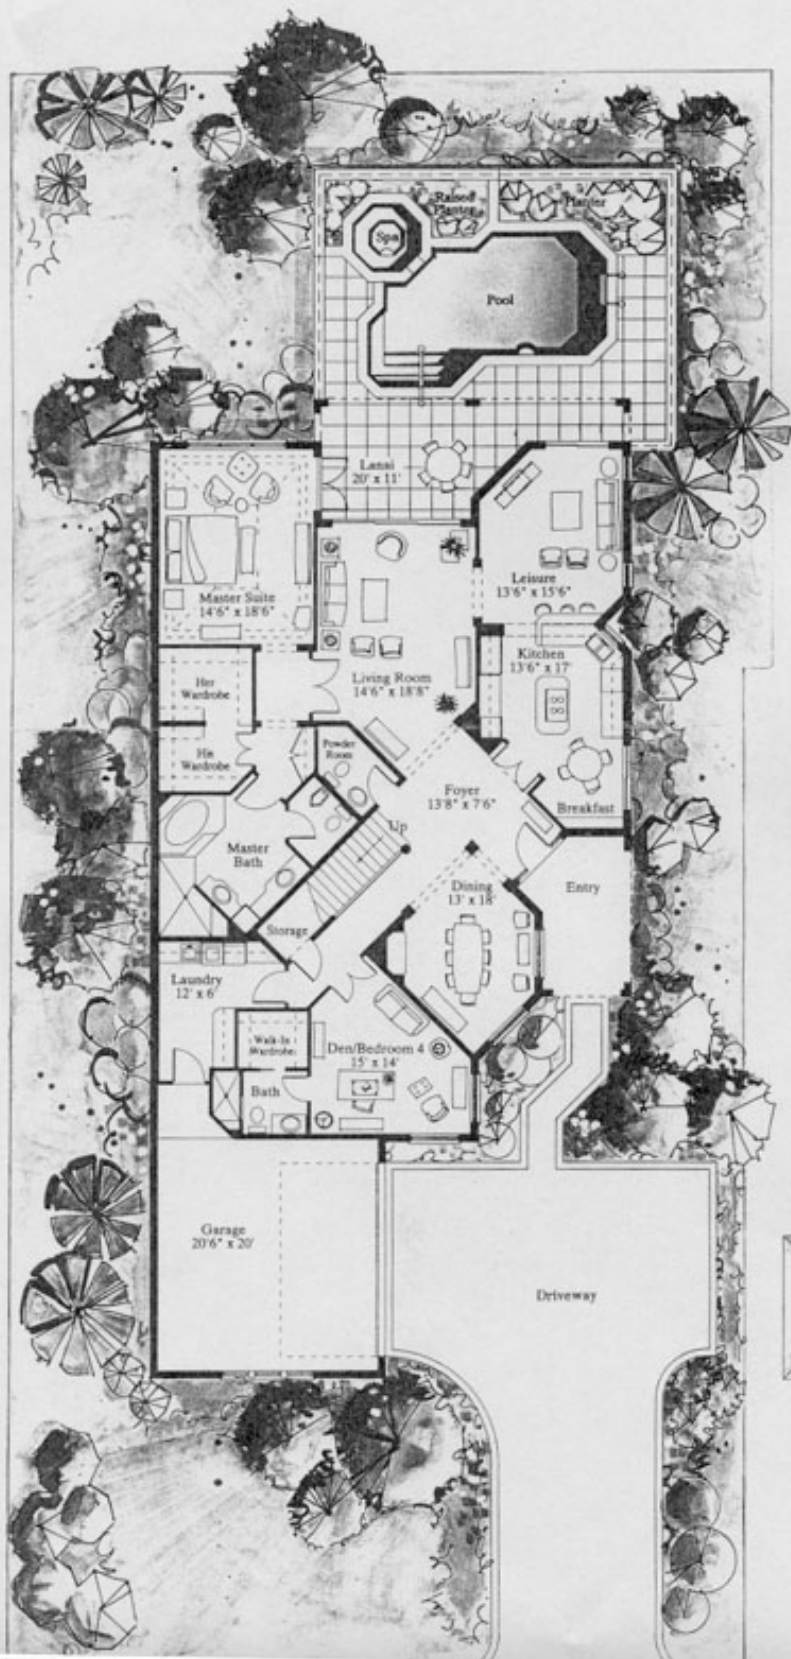 Raised
Planter
Planter
Spa
Pool
Lanai
20' x 11'
Leisure
13'6" x 15'6"
Master Suite
14'6" x 18'6"
Kitchen
13'6" x 17'
Her
Wardrobe
Living Room
14'6" x 18'8"
His
Wardrobe
Powder
Room
Foyer
13'8" x 7'6"
Breakfast
Up
Master
Bath
Dining
13' x 18'
Entry
Storage
Laundry
12' x 6'
Walk-In
Wardrobe
Den/Bedroom 4
15' x 14'
Bath
Garage
20'6" x 20'
Driveway